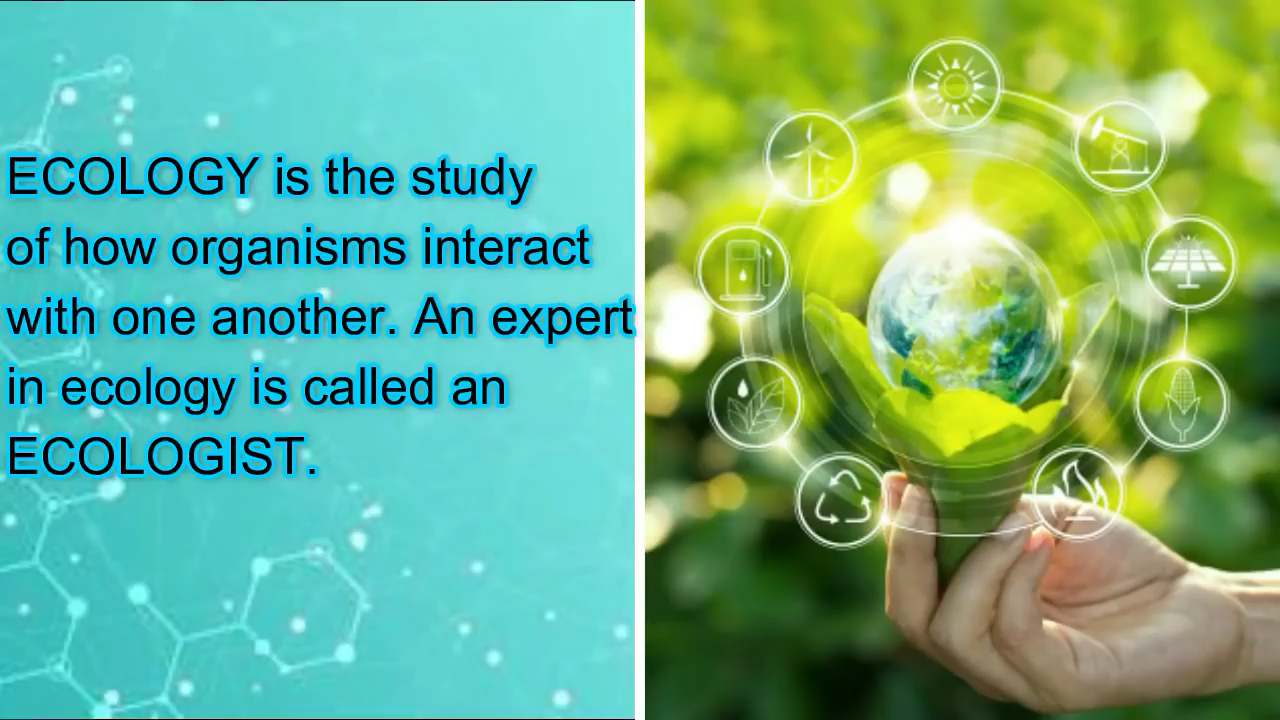 ECOLOGY is the study
of how organisms interact
with one another. An expert
in ecology is called an
ECOLOGIST.